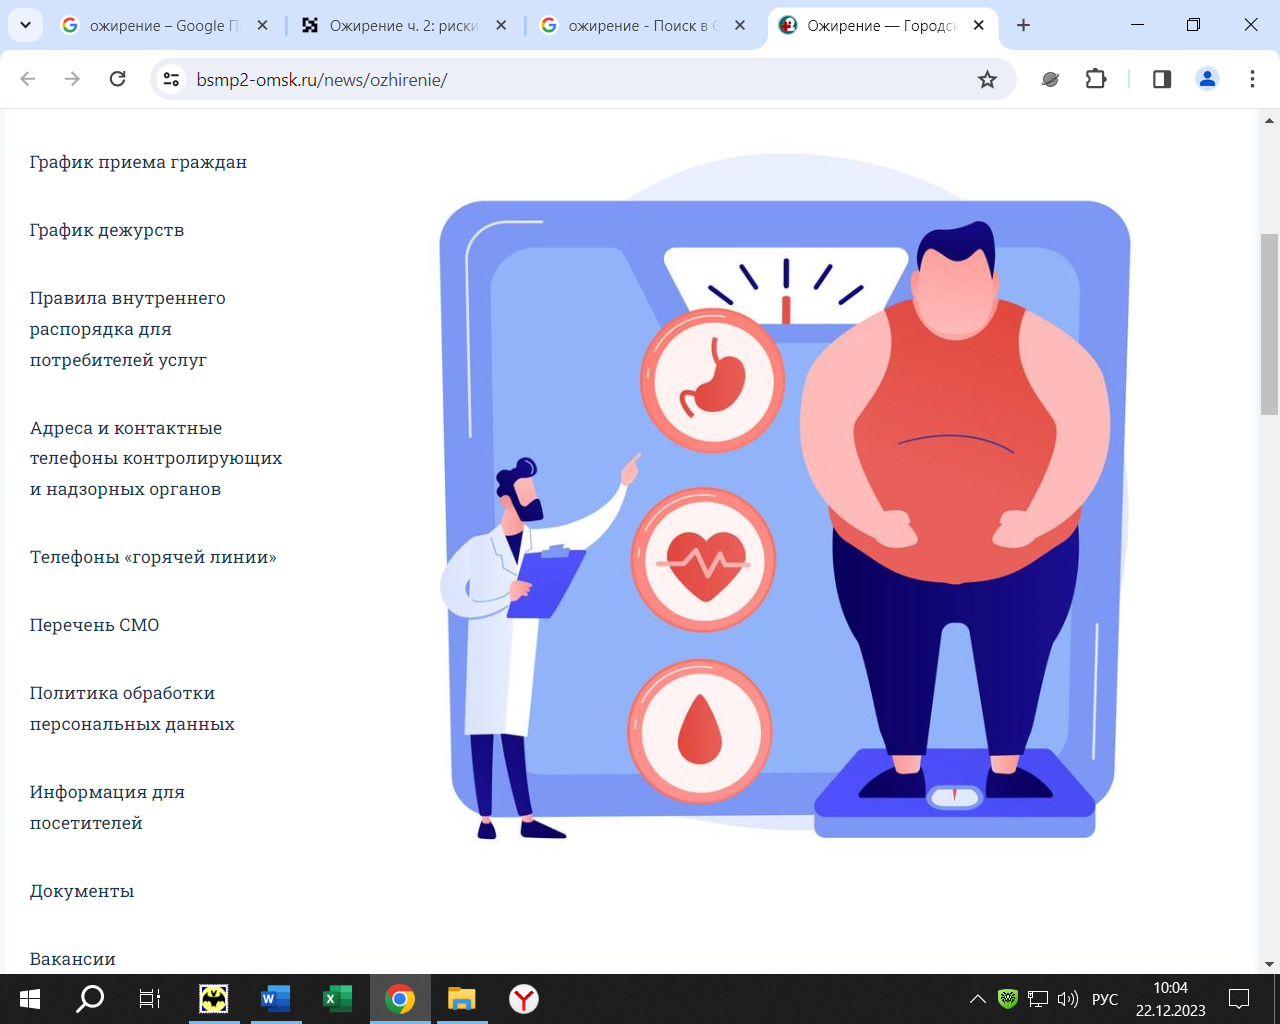 ожирение – Google П
Ожирение ч. 2: риски
ожирение - Поиск в G
Ожирение — Городск
bsmp2-omsk.ru/news/ozhirenie/
График приема граждан
График дежурств
Правила внутреннего
распорядка для
потребителей услуг
Адреса и контактные
телефоны контролирующих
и надзорных органов
Телефоны «горячей линии»
Перечень СМО
Политика обработки
персональных данных
Информация для
посетителей
Документы
Вакансии
РУС
10:04
22.12.2023